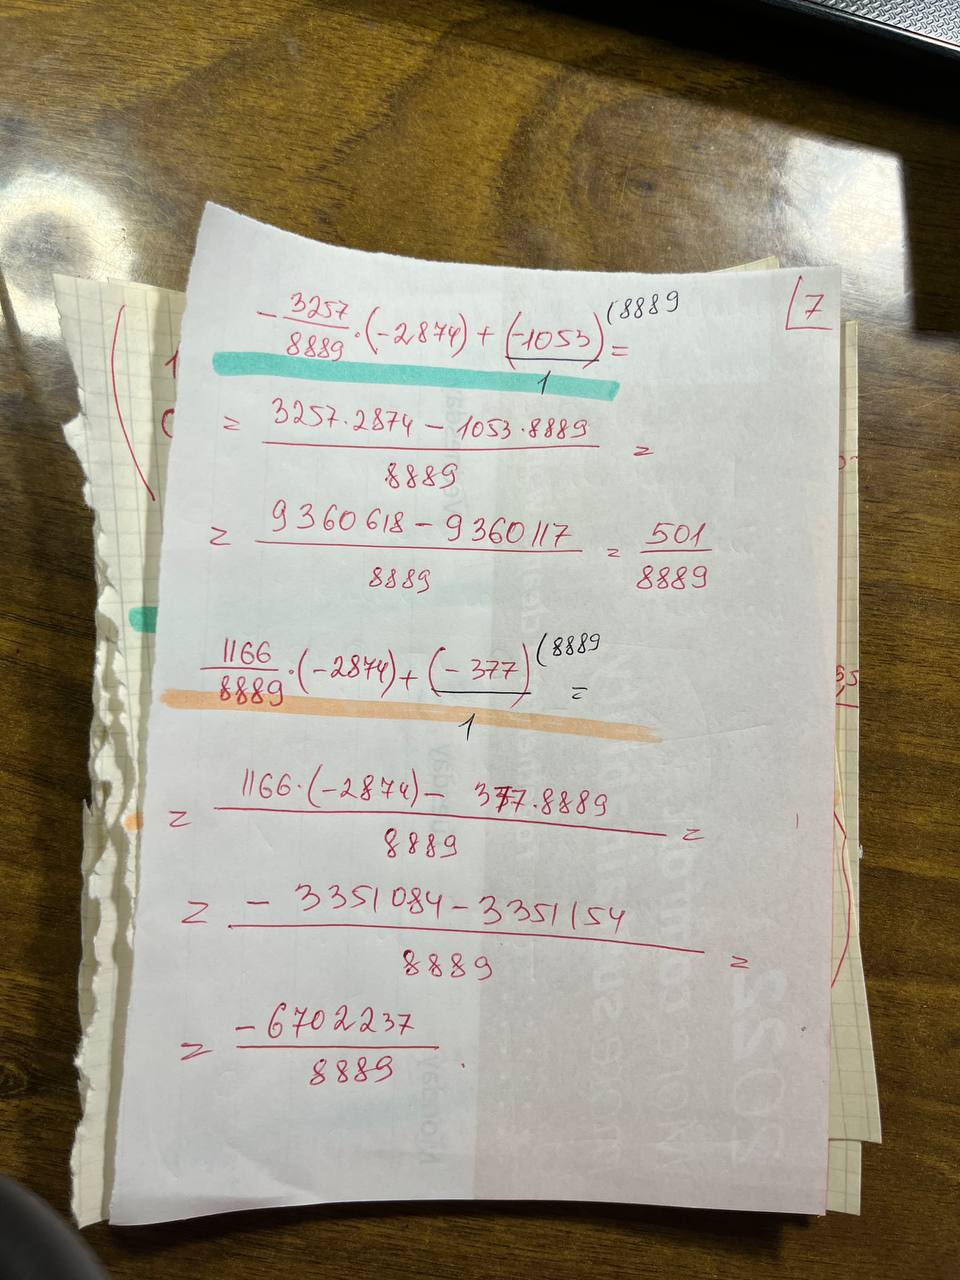 7
- 3257/8889 · (-2874) + (-1053)/1 (8889 =
= 3257·2874 - 1053·8889 / 8889 =
= 9360618 - 9360117 / 8889 = 501/8889
1166/8889 · (-2874) + (-377)/1 (8889 =
= 1166·(-2874) - 377·8889 / 8889 =
= - 3351084 - 3351154 / 8889 =
= -6702237 / 8889 .